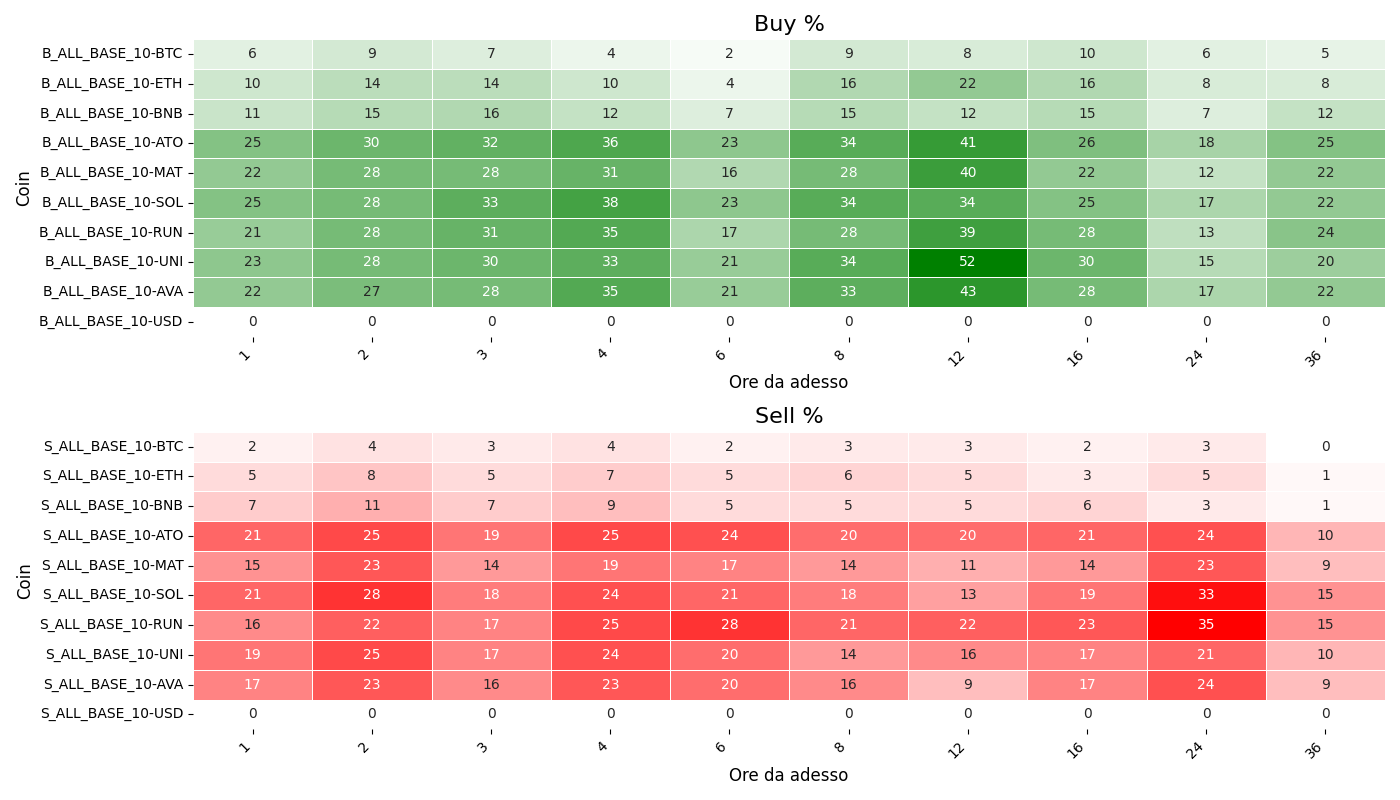 Buy %
Coin
B_ALL_BASE_10-BTC 6 9 7 4 2 9 8 10 6 5
B_ALL_BASE_10-ETH 10 14 14 10 4 16 22 16 8 8
B_ALL_BASE_10-BNB 11 15 16 12 7 15 12 15 7 12
B_ALL_BASE_10-ATO 25 30 32 36 23 34 41 26 18 25
B_ALL_BASE_10-MAT 22 28 28 31 16 28 40 22 12 22
B_ALL_BASE_10-SOL 25 28 33 38 23 34 34 25 17 22
B_ALL_BASE_10-RUN 21 28 31 35 17 28 39 28 13 24
B_ALL_BASE_10-UNI 23 28 30 33 21 34 52 30 15 20
B_ALL_BASE_10-AVA 22 27 28 35 21 33 43 28 17 22
B_ALL_BASE_10-USD 0 0 0 0 0 0 0 0 0 0
1 2 3 4 6 8 12 16 24 36
Ore da adesso
Sell %
Coin
S_ALL_BASE_10-BTC 2 4 3 4 2 3 3 2 3 0
S_ALL_BASE_10-ETH 5 8 5 7 5 6 5 3 5 1
S_ALL_BASE_10-BNB 7 11 7 9 5 5 5 6 3 1
S_ALL_BASE_10-ATO 21 25 19 25 24 20 20 21 24 10
S_ALL_BASE_10-MAT 15 23 14 19 17 14 11 14 23 9
S_ALL_BASE_10-SOL 21 28 18 24 21 18 13 19 33 15
S_ALL_BASE_10-RUN 16 22 17 25 28 21 22 23 35 15
S_ALL_BASE_10-UNI 19 25 17 24 20 14 16 17 21 10
S_ALL_BASE_10-AVA 17 23 16 23 20 16 9 17 24 9
S_ALL_BASE_10-USD 0 0 0 0 0 0 0 0 0 0
1 2 3 4 6 8 12 16 24 36
Ore da adesso